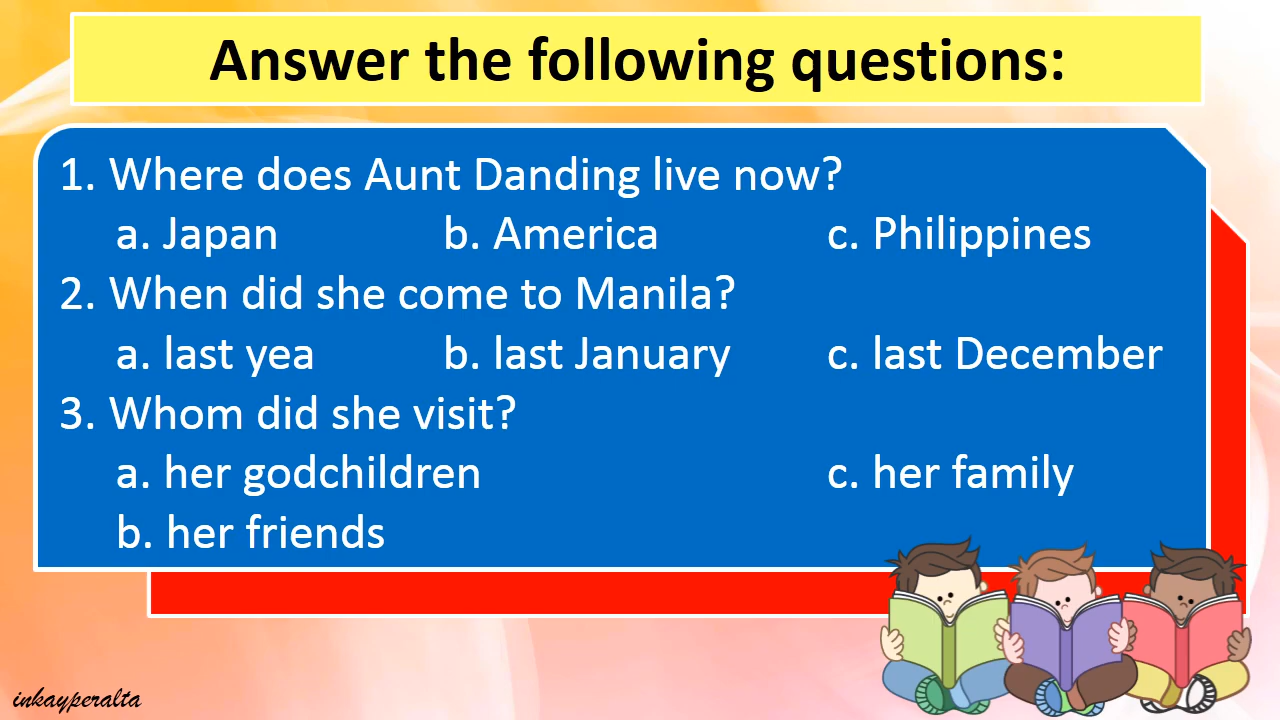 Answer the following questions:
1. Where does Aunt Danding live now?
a. Japan b. America c. Philippines
2. When did she come to Manila?
a. last yea b. last January c. last December
3. Whom did she visit?
a. her godchildren c. her family
b. her friends
inkayperalta